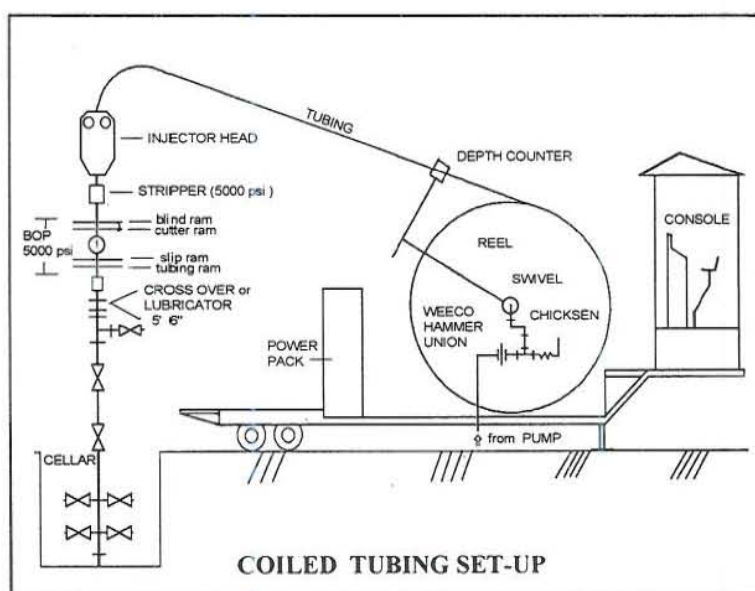 TUBING
INJECTOR HEAD
DEPTH COUNTER
STRIPPER (5000 psi )
blind ram
cutter ram
BOP
5000 psi
slip ram
tubing ram
CROSS OVER or
LUBRICATOR
5' 6"
REEL
SWIVEL
WEECO
HAMMER
UNION
CHICKSEN
CONSOLE
POWER
PACK
from PUMP
CELLAR
COILED TUBING SET-UP